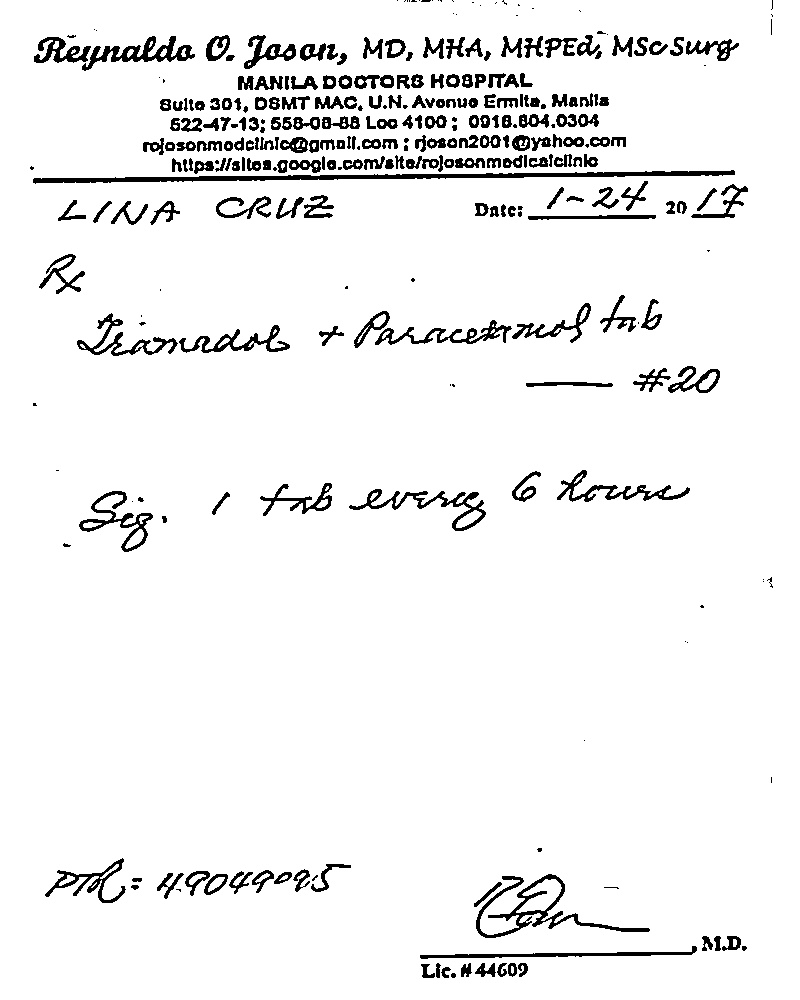 Reynaldo O. Joson, MD, MHA, MHPEd, MSc Surg
MANILA DOCTORS HOSPITAL
Suite 301, DSMT MAC, U.N. Avenue Ermita, Manila
522-47-13; 558-08-88 Loc 4100 ; 0918.804.0304
rojosonmedclinic@gmail.com ; rjoson2001@yahoo.com
https://sites.google.com/site/rojosonmedicalclinic
LINA CRUZ Date: 1-24 2017
Rx
Tramadol + Paracetamol tab
— #20
Sig. 1 tab every 6 hours
PTR = 49049095
, M.D.
Lic. # 44609